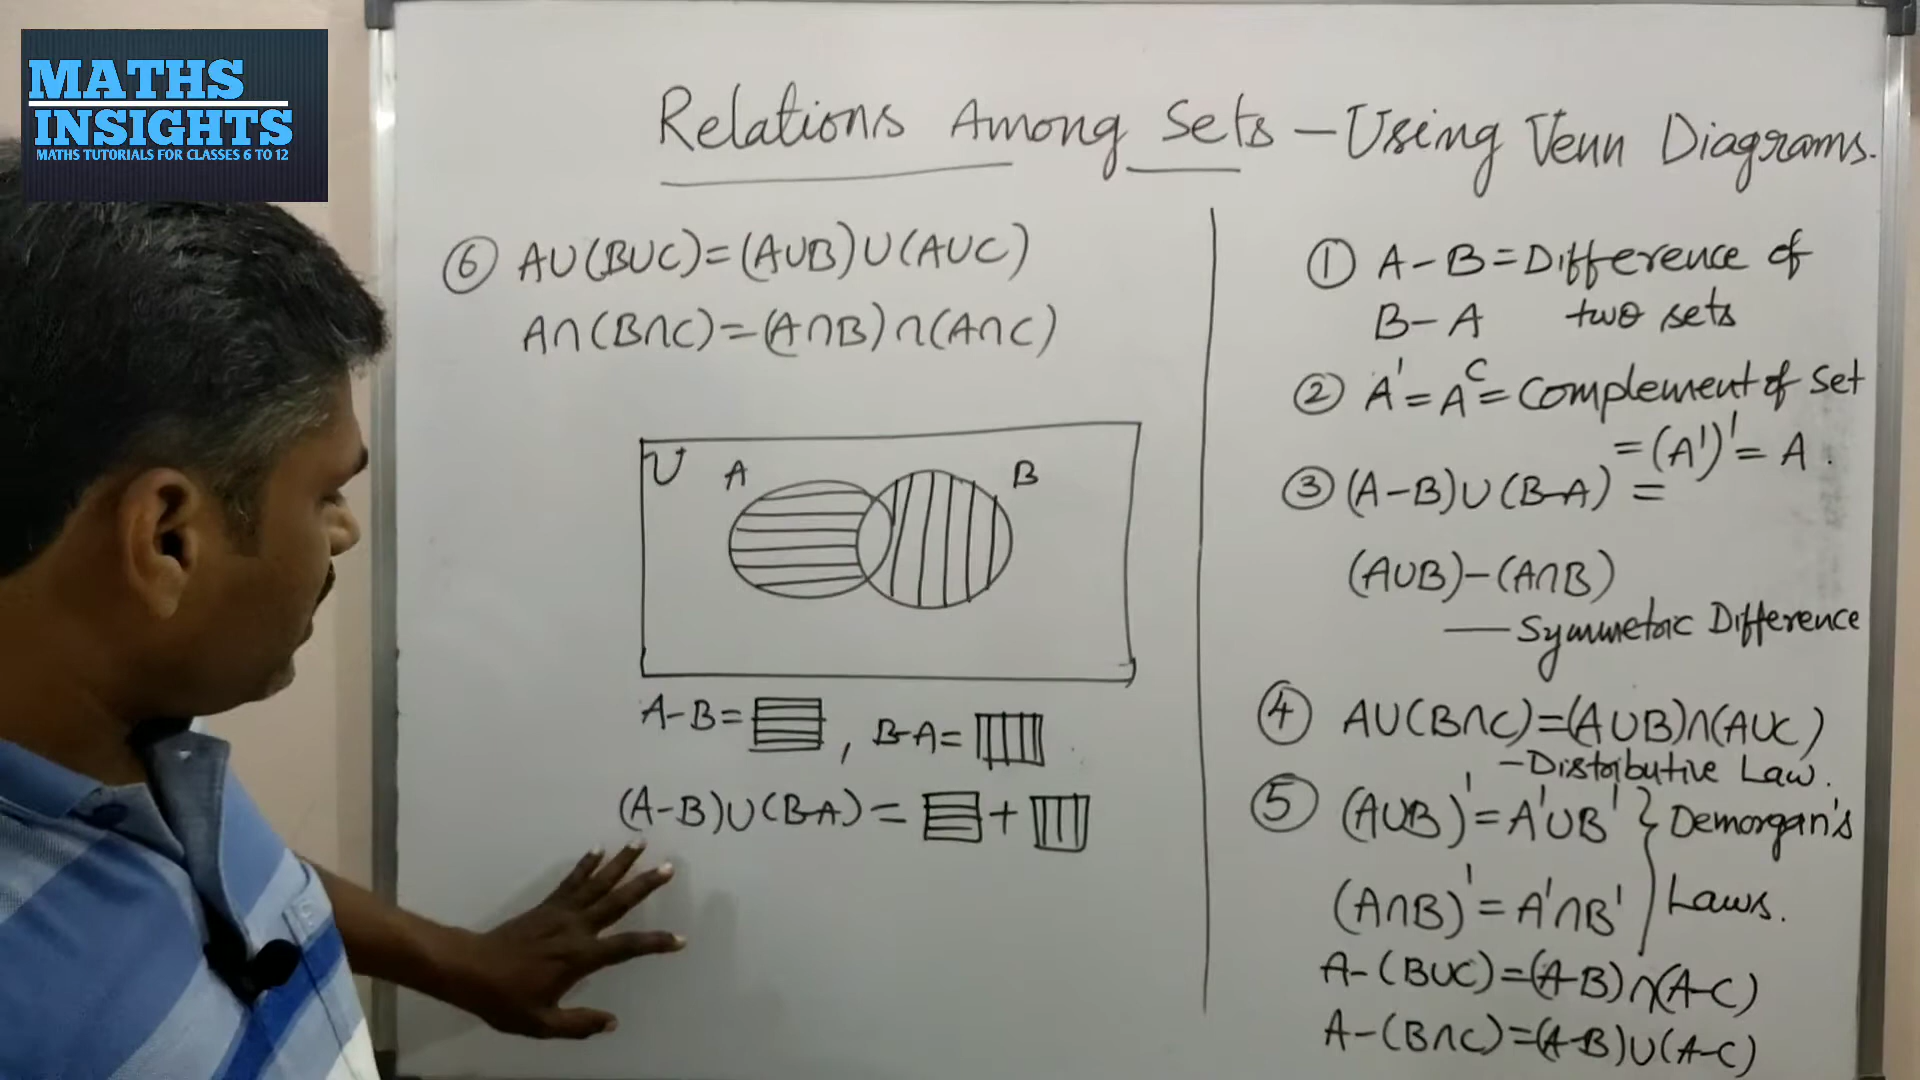 MATHS
INSIGHTS
MATHS TUTORIALS FOR CLASSES 6 TO 12
Relations Among Sets – Using Venn Diagrams.
⑥ A∪(B∪C)=(A∪B)∪(A∪C)
A∩(B∩C)=(A∩B)∩(A∩C)
U A B
A-B= , B-A=
(A-B)∪(B-A) = +
① A-B=Difference of
B-A two sets
② A'=Aᶜ=Complement of Set
=(A')'=A.
③ (A-B)∪(B-A) =
(A∪B)-(A∩B)
— Symmetric Difference
④ A∪(B∩C)=(A∪B)∩(A∪C)
-Distributive Law.
⑤ (A∪B)'=A'∪B' } Demorgan's
(A∩B)'=A'∩B' Laws.
A-(B∪C)=(A-B)∩(A-C)
A-(B∩C)=(A-B)∪(A-C)